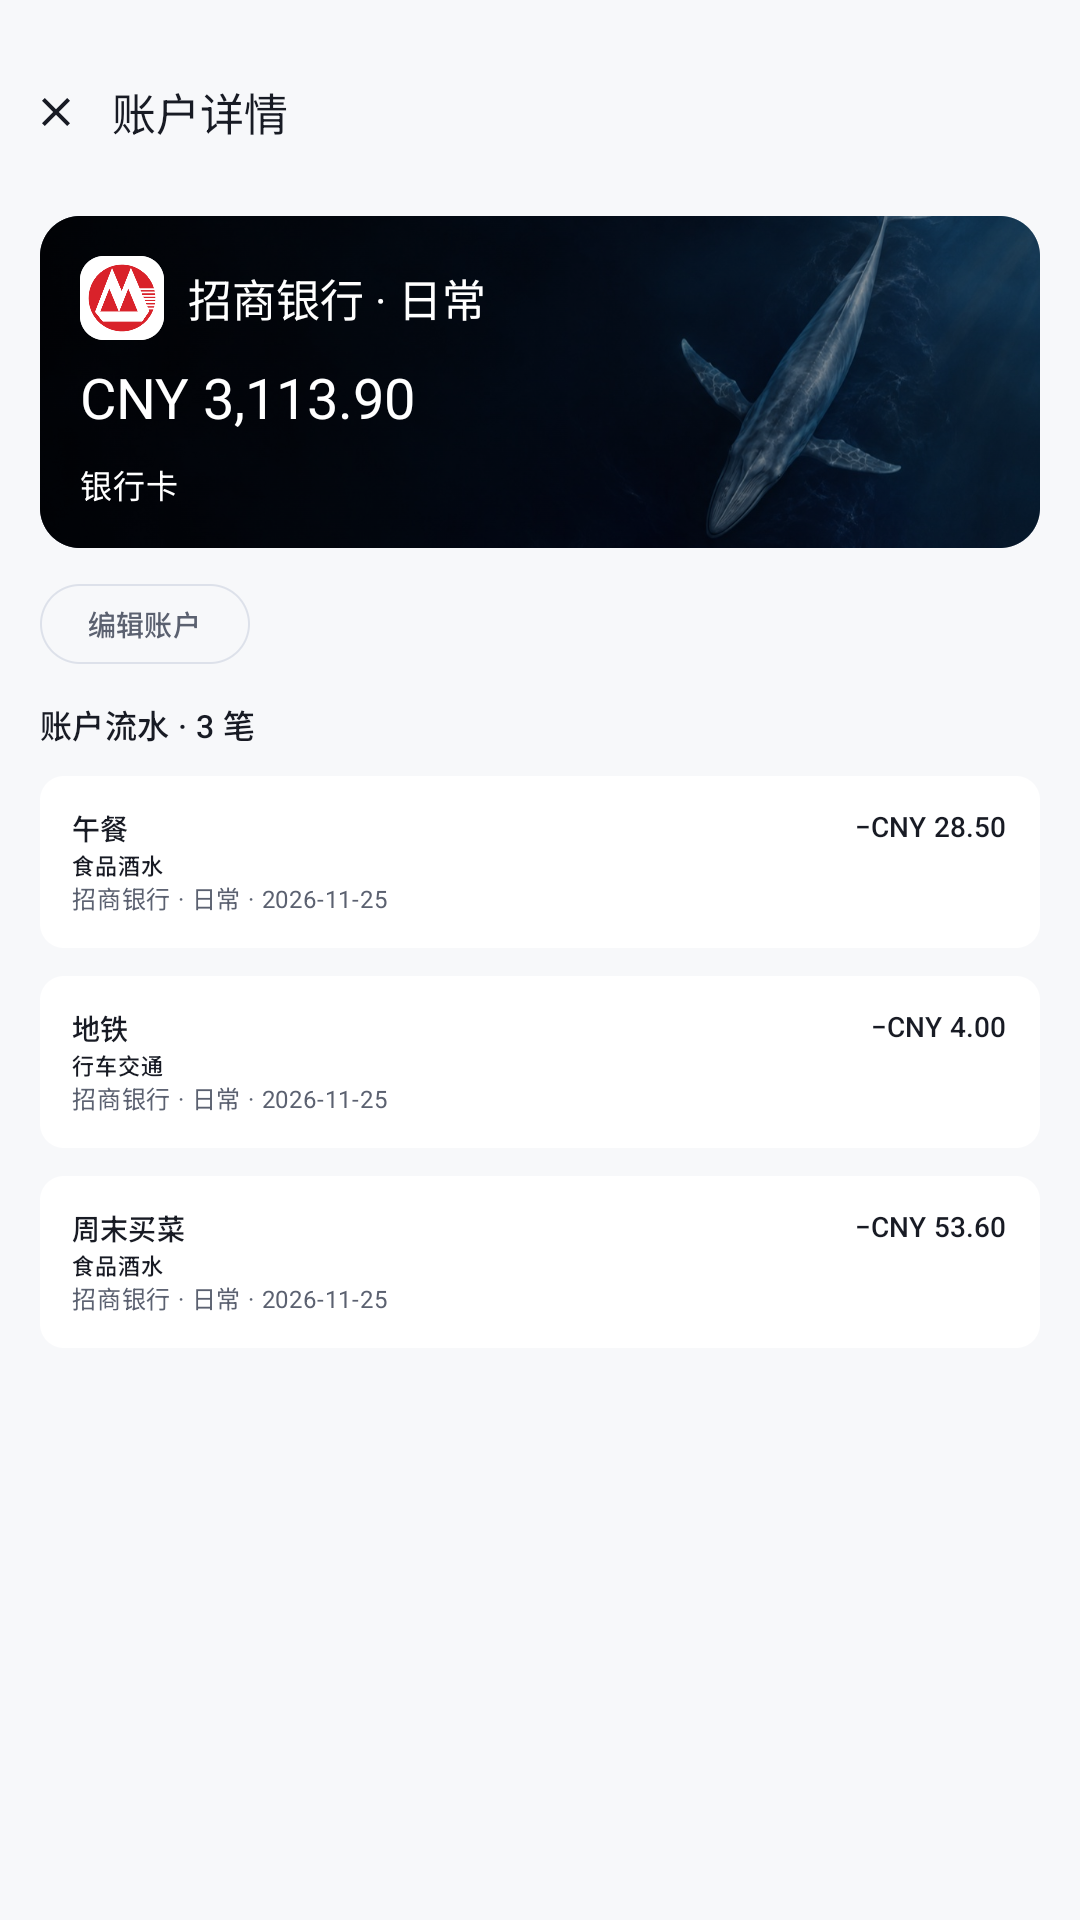 账户详情
招商银行 · 日常
CNY 3,113.90
银行卡
编辑账户
账户流水 · 3 笔
午餐
−CNY 28.50
食品酒水
招商银行 · 日常 · 2026-11-25
地铁
−CNY 4.00
行车交通
招商银行 · 日常 · 2026-11-25
周末买菜
−CNY 53.60
食品酒水
招商银行 · 日常 · 2026-11-25